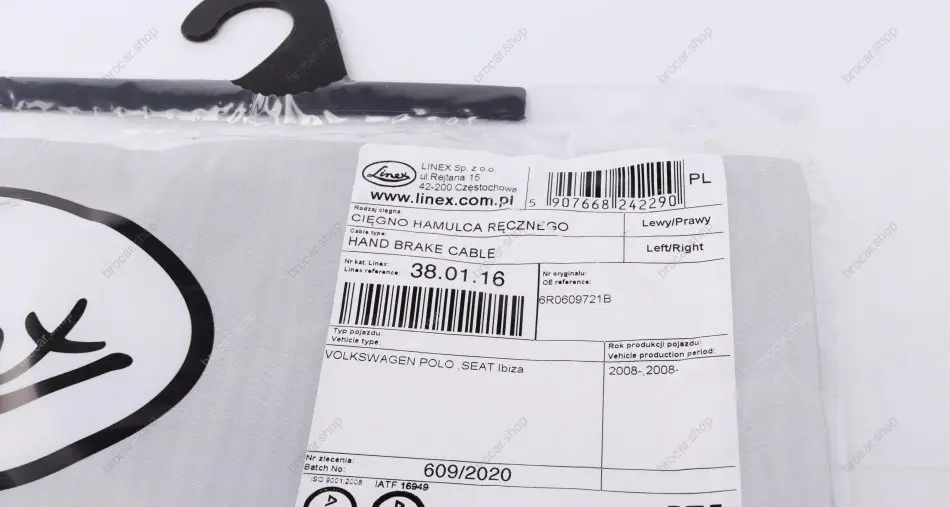 Linex
LINEX Sp. z o.o.
ul.Rejtana 15
42-200 Częstochowa
www.linex.com.pl
5 907668 242290
PL
Rodzaj cięgna:
CIĘGNO HAMULCA RĘCZNEGO
Lewy/Prawy
Cable type:
HAND BRAKE CABLE
Left/Right
Nr kat. Linex:
Linex reference:
38.01.16
Nr oryginału:
OE reference:
6R0609721B
Typ pojazdu:
Vehicle type:
VOLKSWAGEN POLO ,SEAT Ibiza
Rok produkcji pojazdu:
Vehicle production period:
2008-,2008-
Nr zlecenia:
Batch No:
609/2020
ISO 9001:2008
IATF 16949
brocar.shop